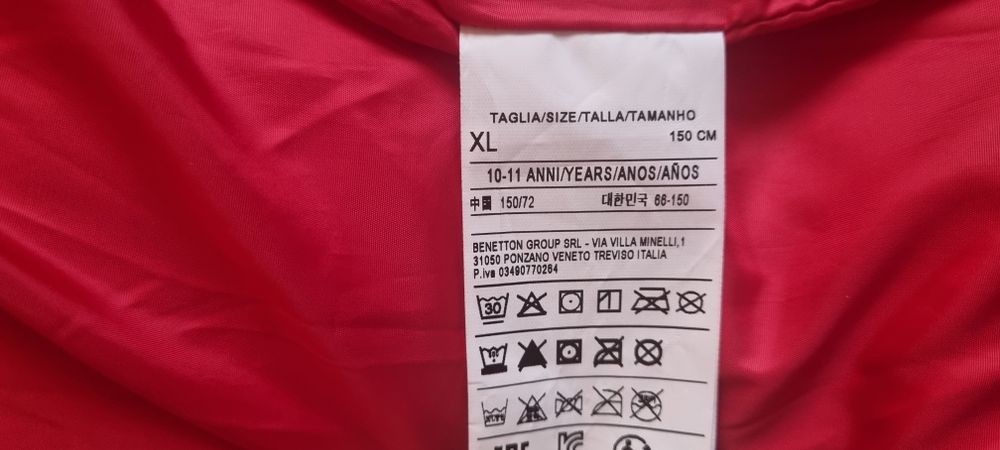 TAGLIA/SIZE/TALLA/TAMANHO
XL 150 CM
10-11 ANNI/YEARS/ANOS/AÑOS
中国 150/72 대한민국 66-150
BENETTON GROUP SRL - VIA VILLA MINELLI,1
31050 PONZANO VENETO TREVISO ITALIA
P.iva 03490770264
30